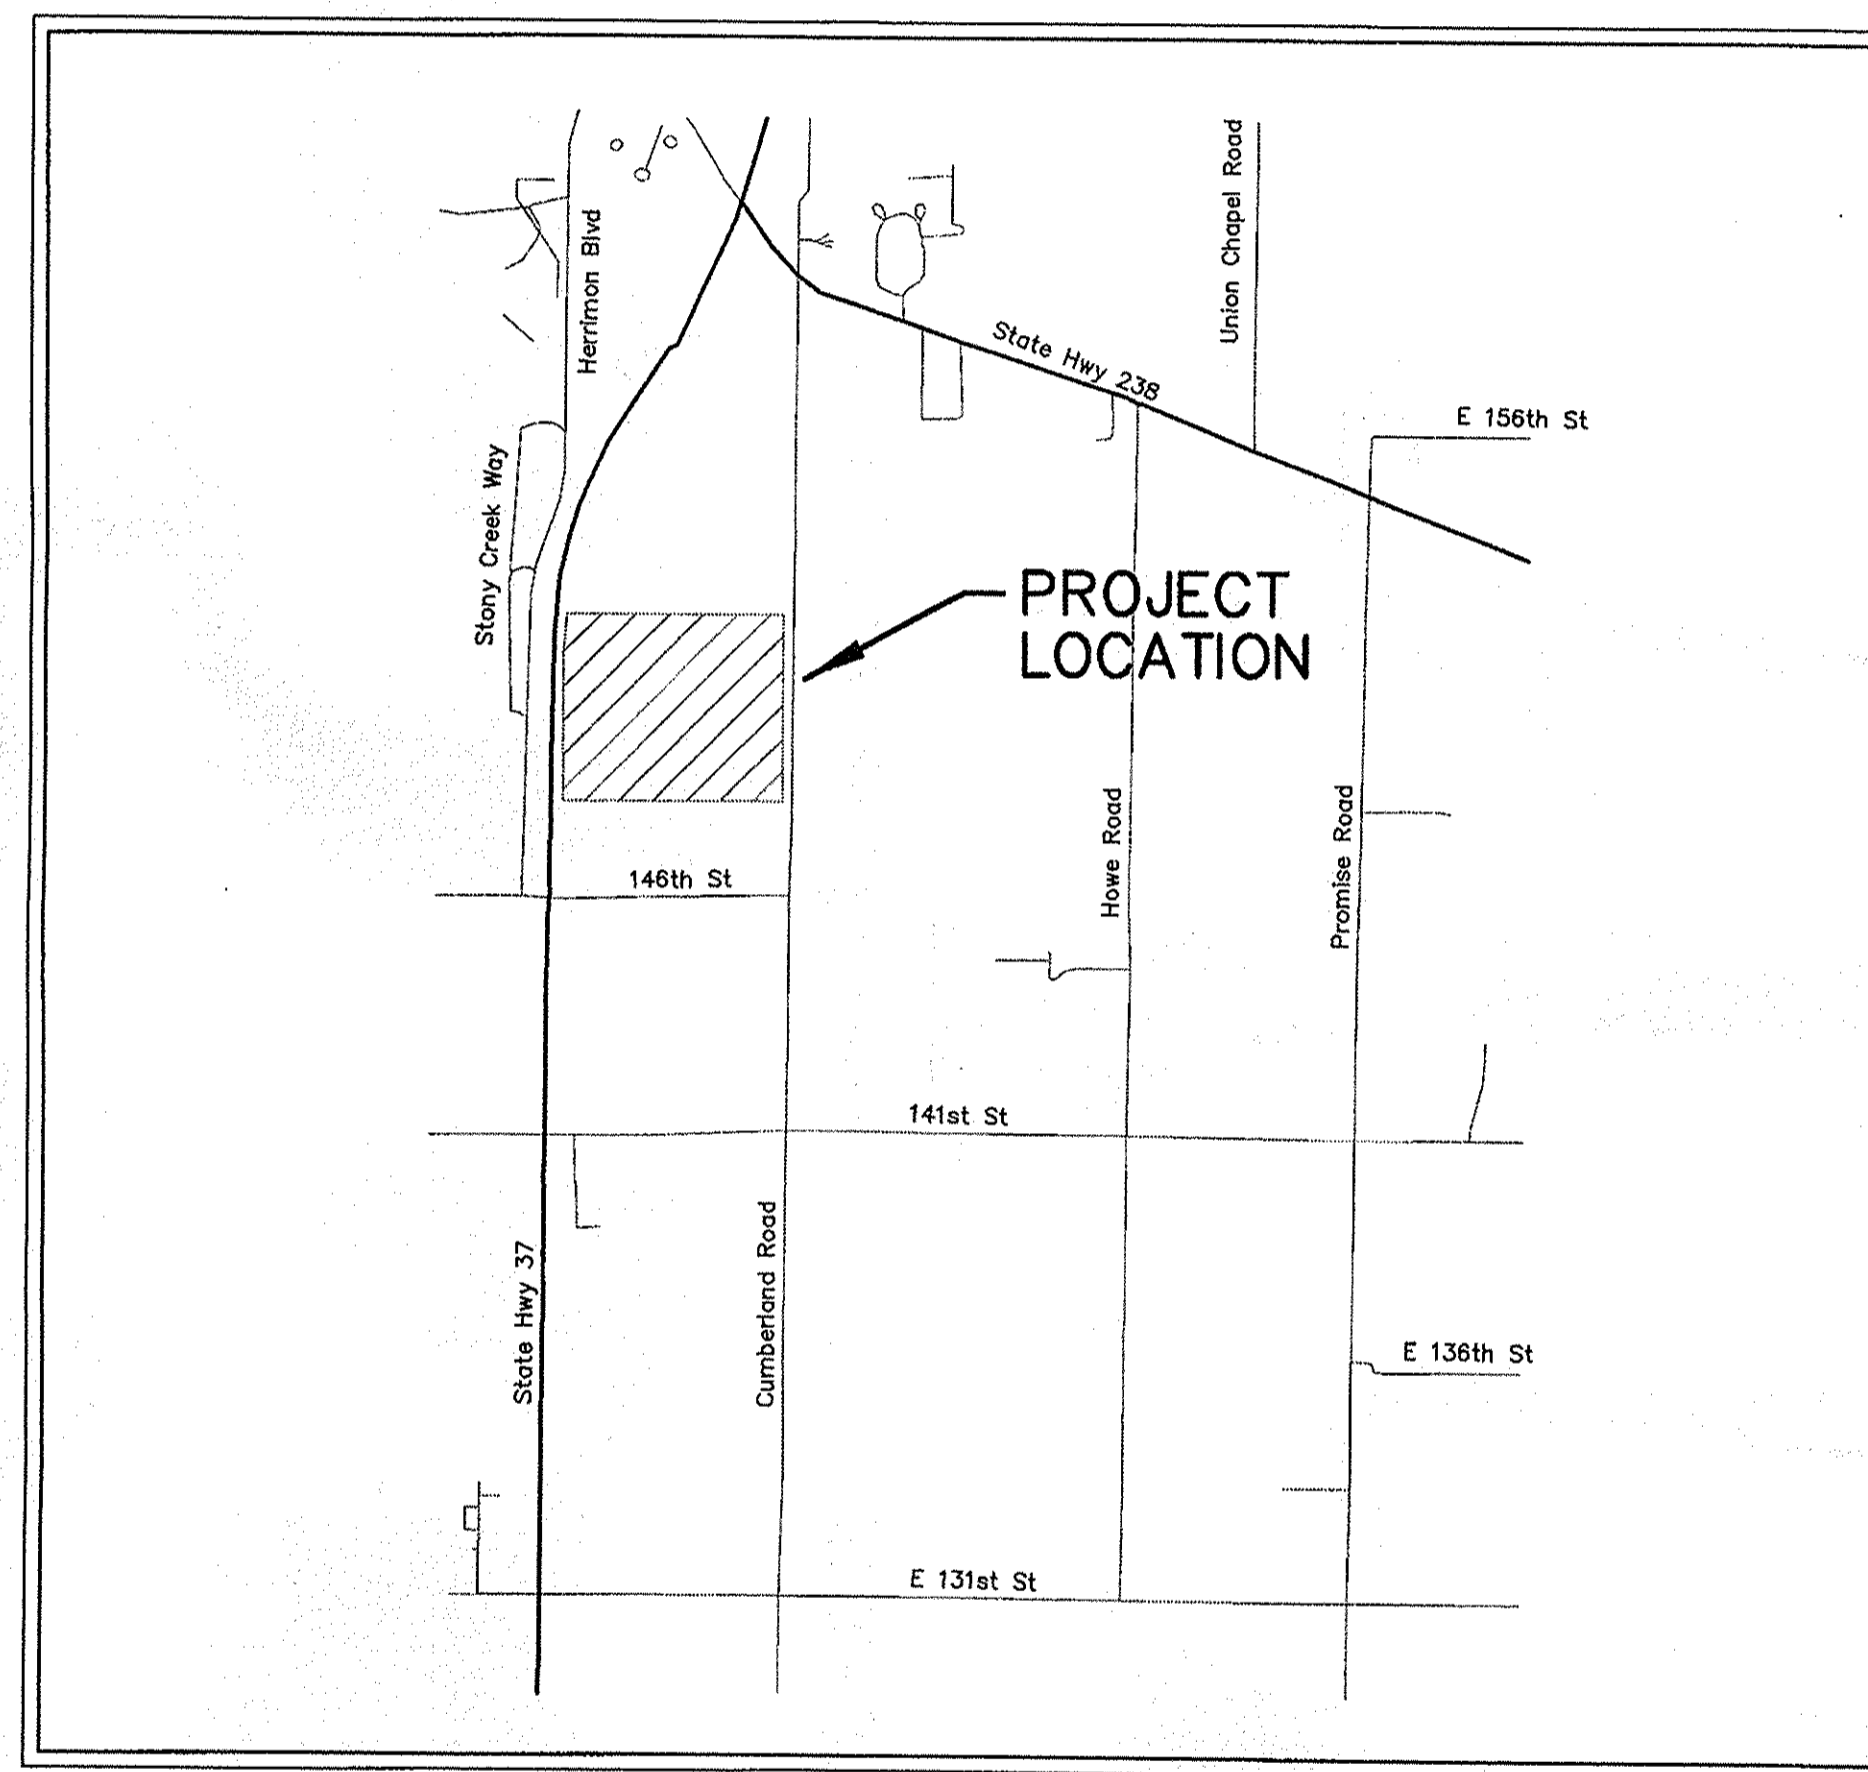 Union Chapel Road
Herrimon Blvd
State Hwy 238
E 156th St
Stony Creek Way
PROJECT
LOCATION
Howe Road
Promise Road
146th St
141st St
Cumberland Road
State Hwy 37
E 136th St
E 131st St